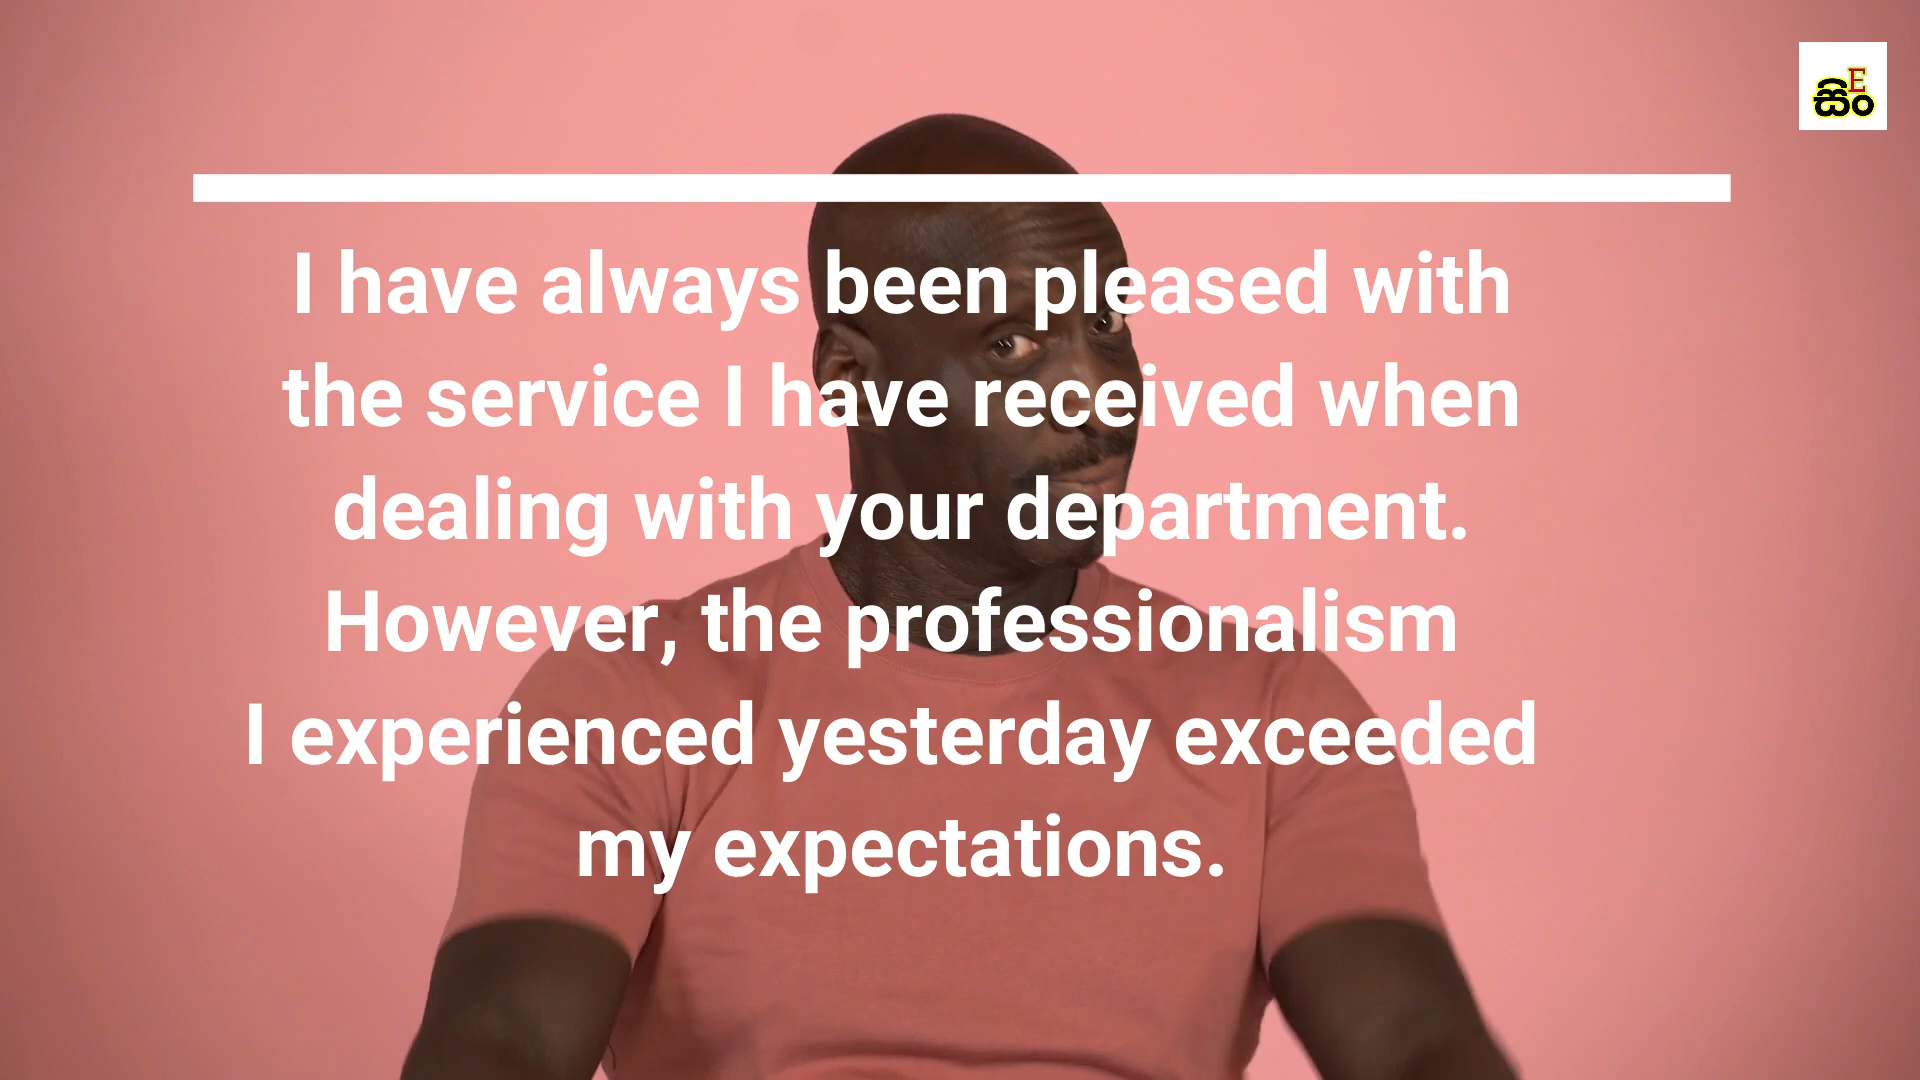 සිංE
I have always been pleased with
the service I have received when
dealing with your department.
However, the professionalism
I experienced yesterday exceeded
my expectations.